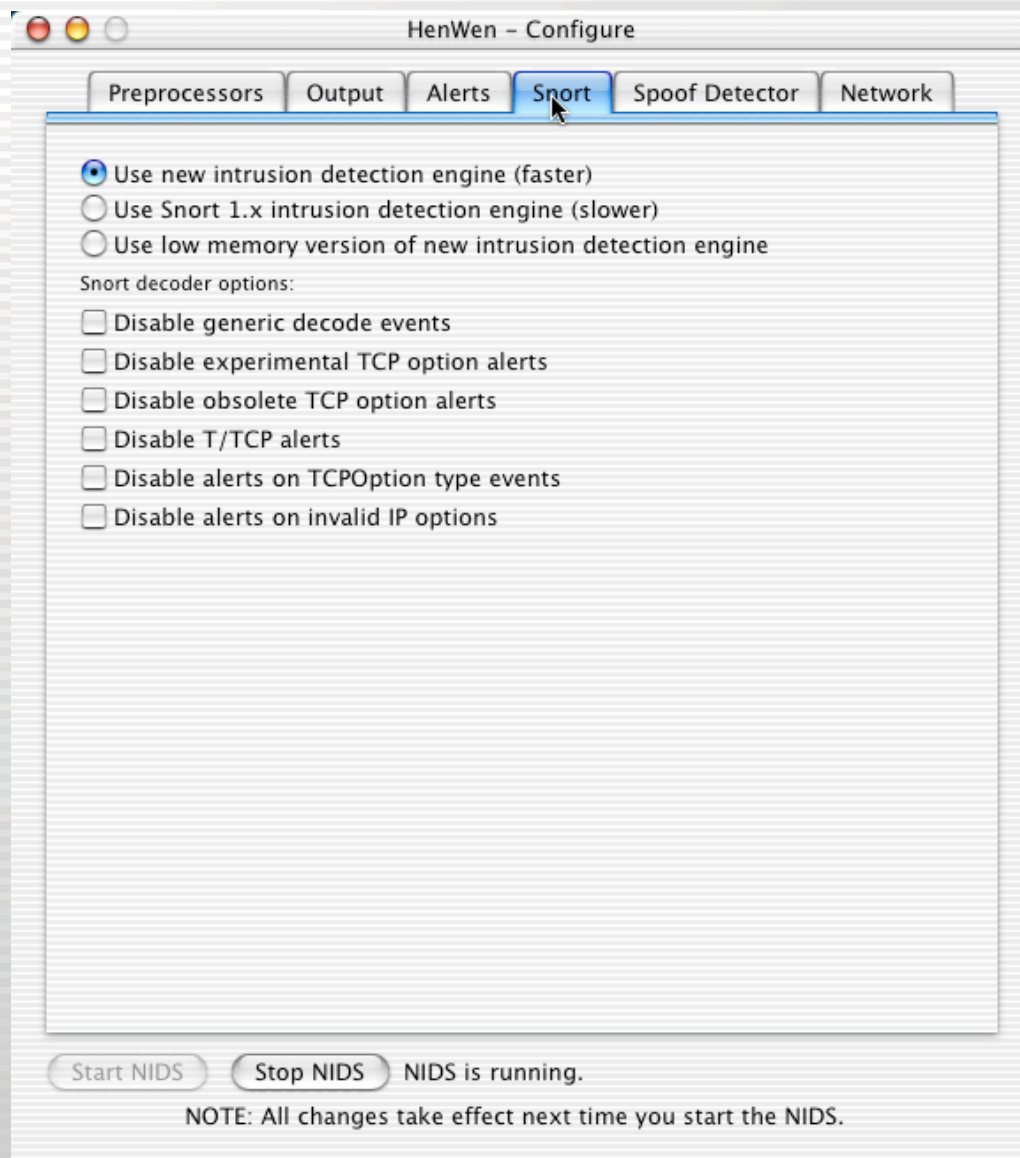 HenWen – Configure
Preprocessors Output Alerts Snort Spoof Detector Network
Use new intrusion detection engine (faster)
Use Snort 1.x intrusion detection engine (slower)
Use low memory version of new intrusion detection engine
Snort decoder options:
Disable generic decode events
Disable experimental TCP option alerts
Disable obsolete TCP option alerts
Disable T/TCP alerts
Disable alerts on TCPOption type events
Disable alerts on invalid IP options
Start NIDS Stop NIDS NIDS is running.
NOTE: All changes take effect next time you start the NIDS.